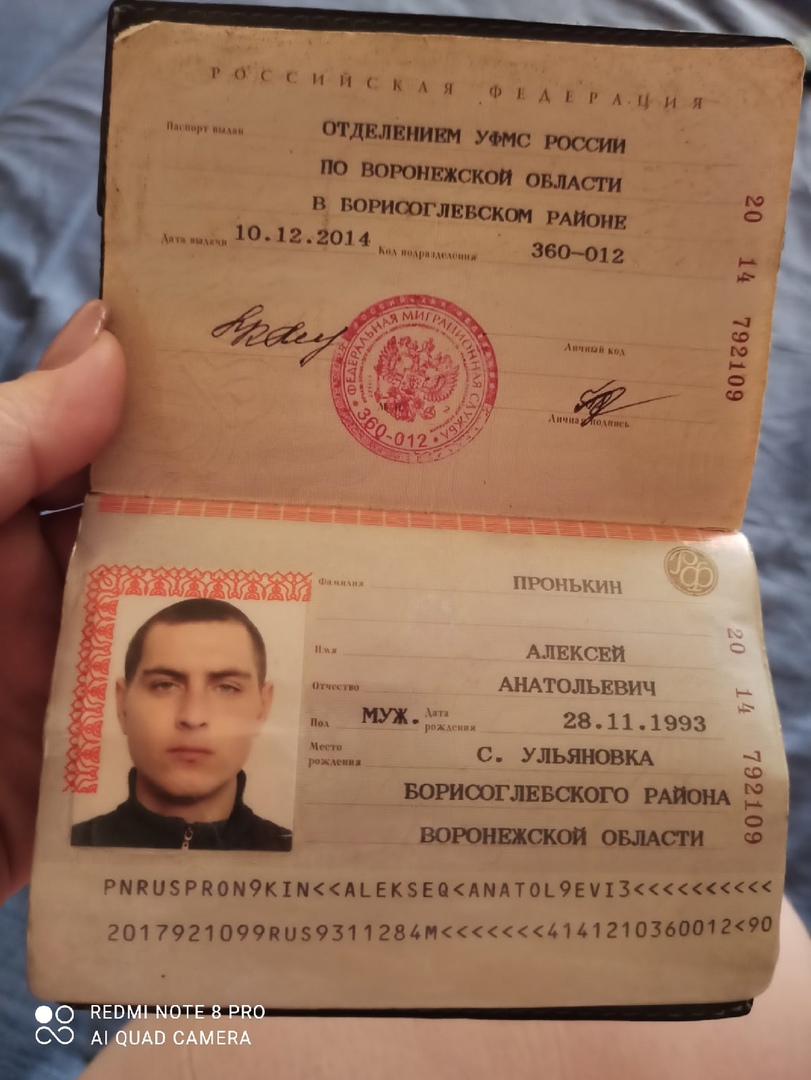 РОССИЙСКАЯ ФЕДЕРАЦИЯ
Паспорт выдан ОТДЕЛЕНИЕМ УФМС РОССИИ
ПО ВОРОНЕЖСКОЙ ОБЛАСТИ
В БОРИСОГЛЕБСКОМ РАЙОНЕ
Дата выдачи 10.12.2014 Код подразделения 360-012
20 14 792109
ФЕДЕРАЛЬНАЯ МИГРАЦИОННАЯ СЛУЖБА
360-012
Личный код
Личная подпись
РФ
Фамилия ПРОНЬКИН
Имя АЛЕКСЕЙ
Отчество АНАТОЛЬЕВИЧ
Пол МУЖ. Дата рождения 28.11.1993
Место рождения С. УЛЬЯНОВКА
БОРИСОГЛЕБСКОГО РАЙОНА
ВОРОНЕЖСКОЙ ОБЛАСТИ
20 14 792109
PNRUSPRON9KIN<<ALEKSEQ<ANATOL9EVI3<<<<<<<<<<
2017921099RUS9311284M<<<<<<<4141210360012<90
REDMI NOTE 8 PRO
AI QUAD CAMERA